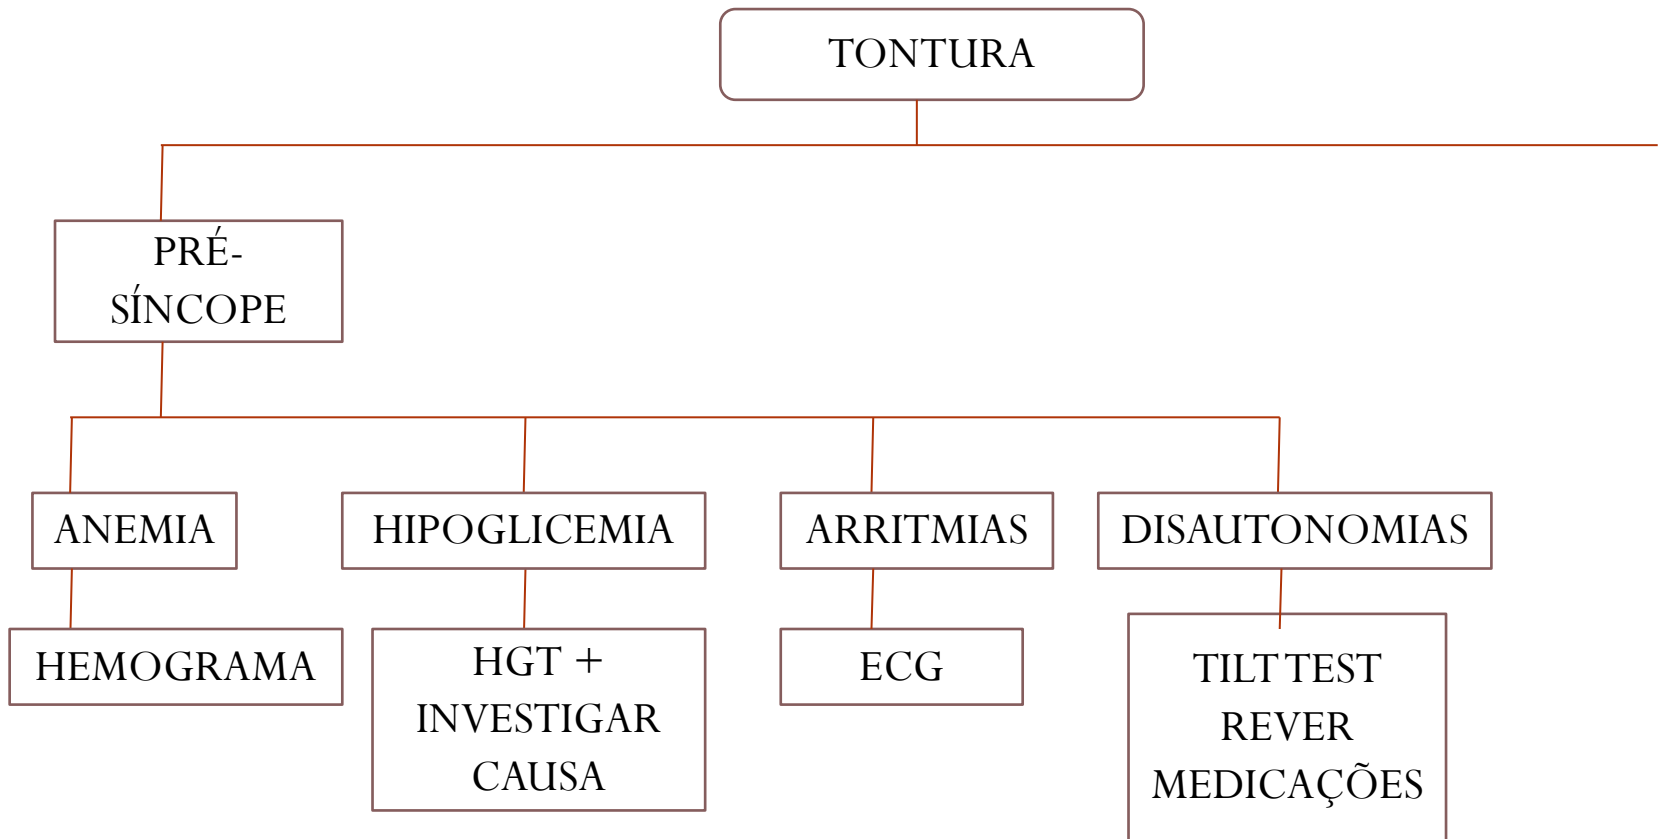 TONTURA
PRÉ-
SÍNCOPE
ANEMIA
HIPOGLICEMIA
ARRITMIAS
DISAUTONOMIAS
HEMOGRAMA
HGT +
INVESTIGAR
CAUSA
ECG
TILT TEST
REVER
MEDICAÇÕES